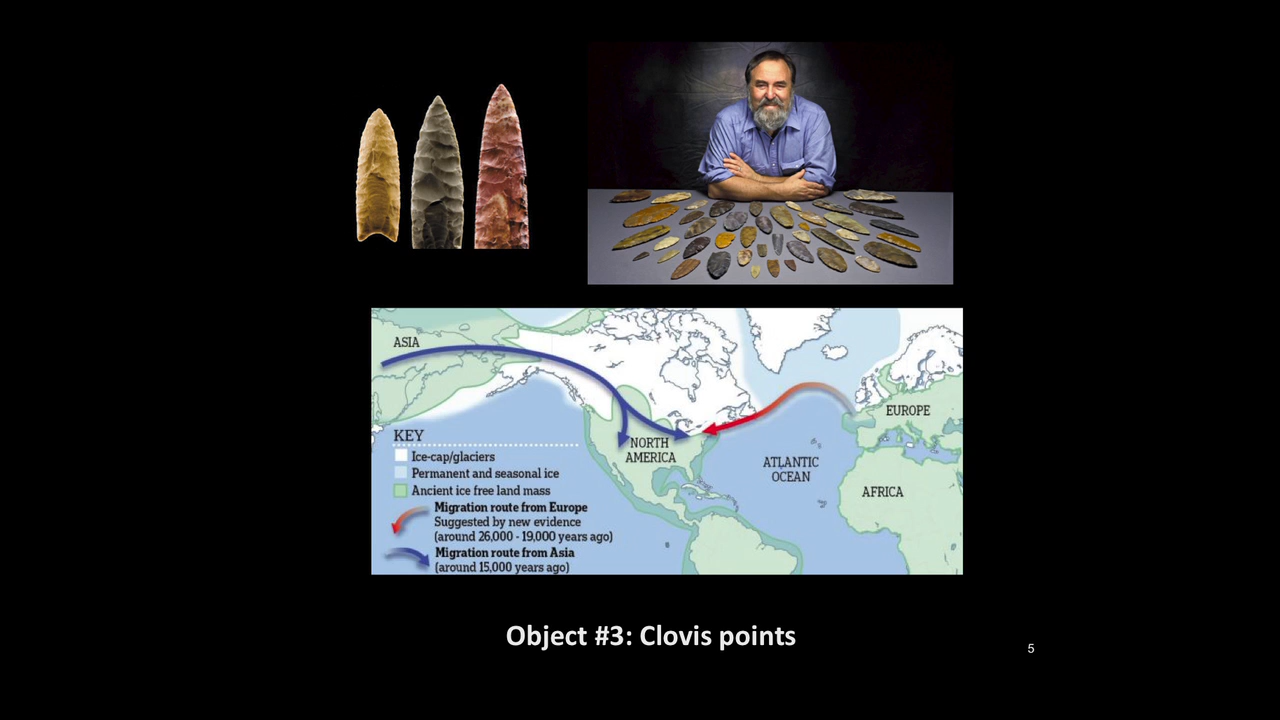 ASIA
EUROPE
KEY
NORTH
AMERICA
Ice-cap/glaciers
ATLANTIC
OCEAN
Permanent and seasonal ice
AFRICA
Ancient ice free land mass
Migration route from Europe
Suggested by new evidence
(around 26,000 - 19,000 years ago)
Migration route from Asia
(around 15,000 years ago)
Object #3: Clovis points
5